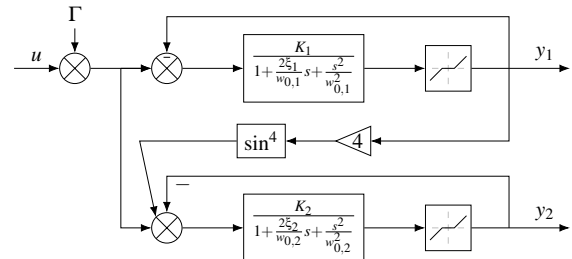 Γ
u
-
K₁
1+ 2ξ₁/w₀,₁ s+ s²/w²₀,₁
y₁
sin⁴
4
−
K₂
1+ 2ξ₂/w₀,₂ s+ s²/w²₀,₂
y₂